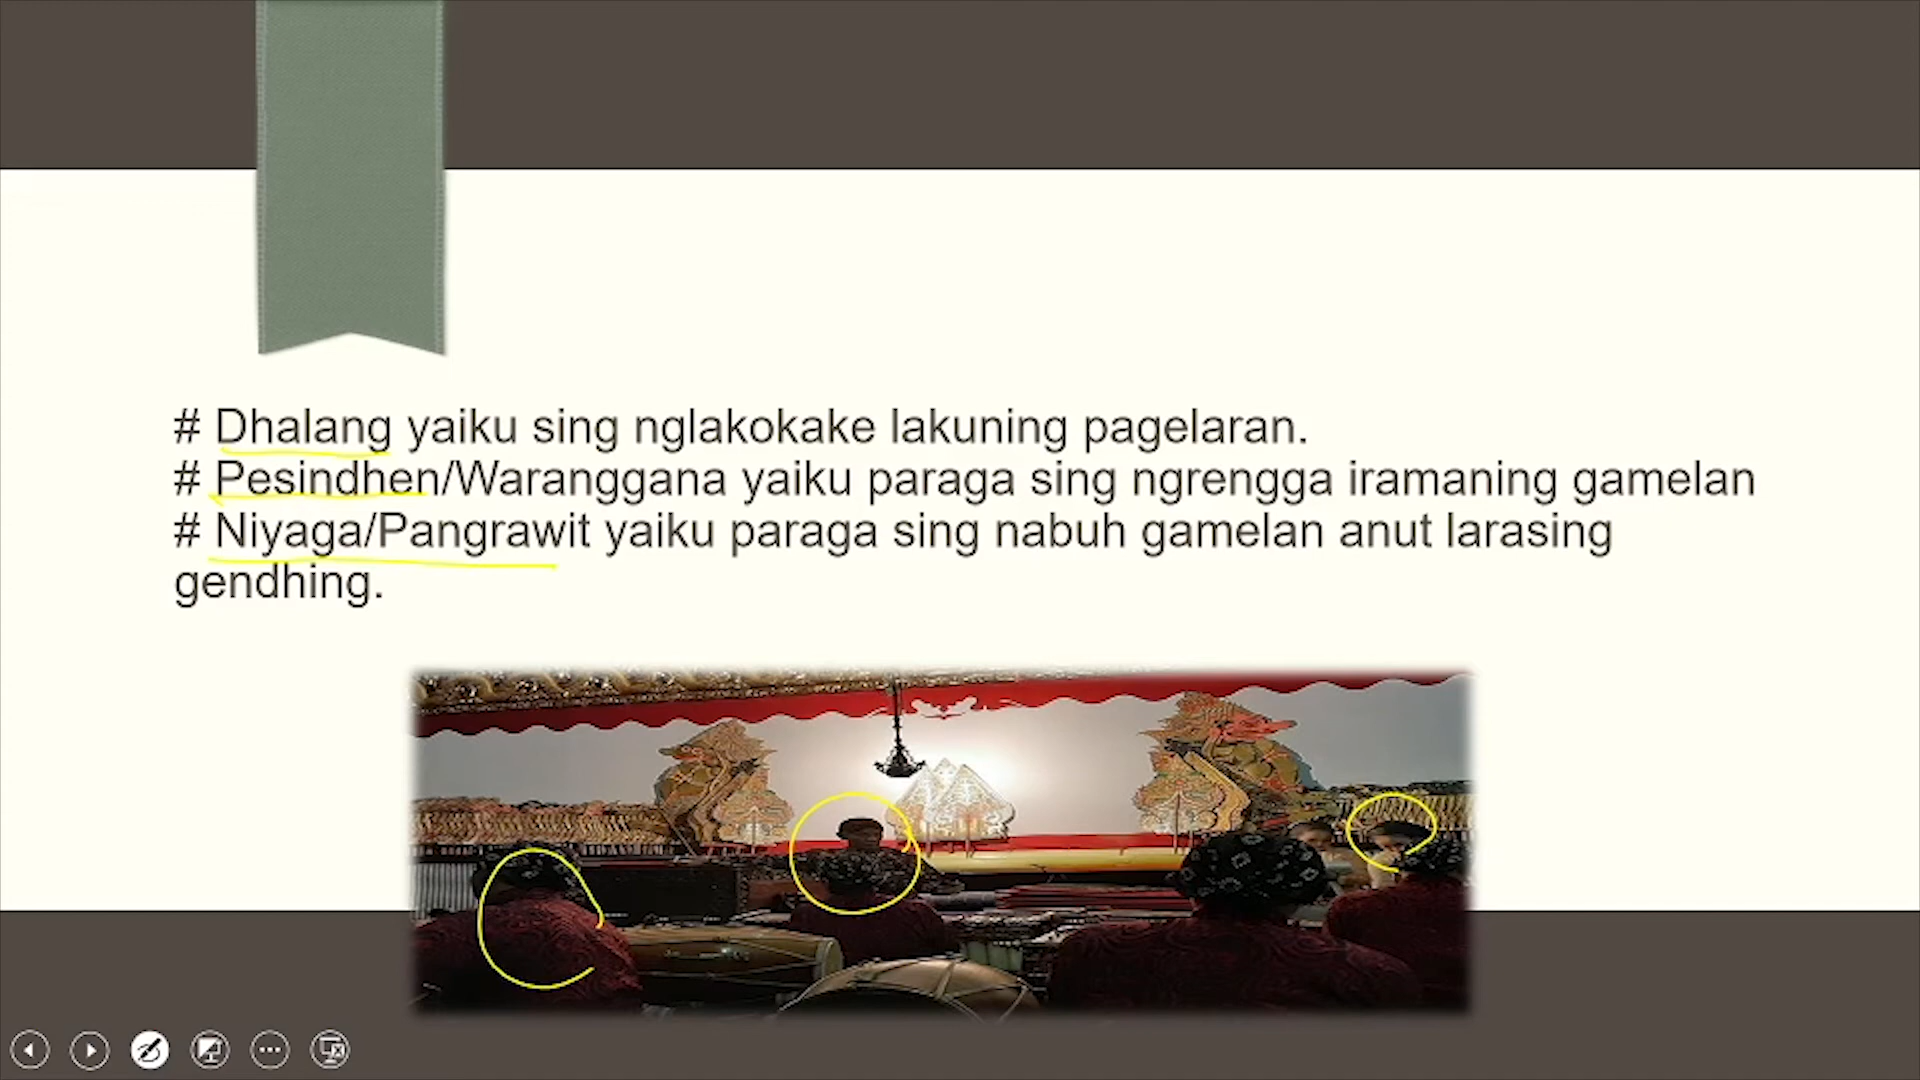 # Dhalang yaiku sing nglakokake lakuning pagelaran.
# Pesindhen/Waranggana yaiku paraga sing ngrengga iramaning gamelan
# Niyaga/Pangrawit yaiku paraga sing nabuh gamelan anut larasing
gendhing.